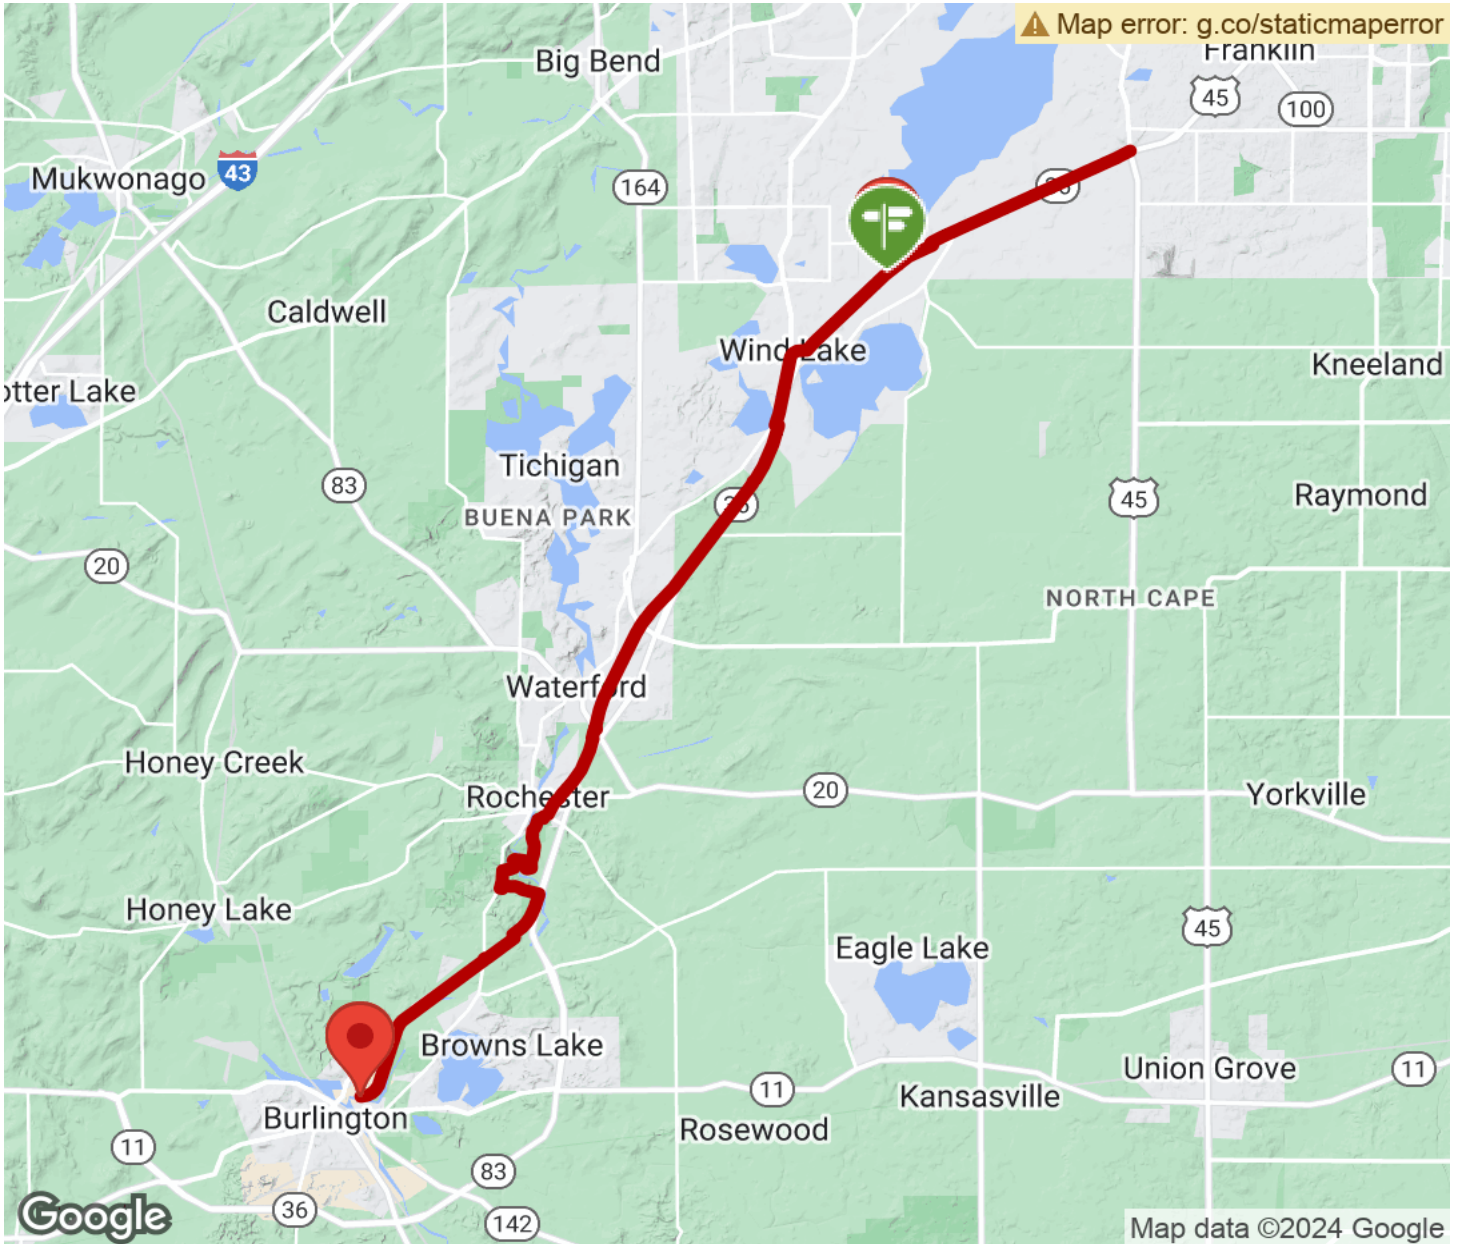 Map error: g.co/staticmaperror
Franklin
Big Bend
45
100
Mukwonago
43
164
36
Caldwell
Wind Lake
Kneeland
otter Lake
Tichigan
83
36
45
Raymond
BUENA PARK
20
NORTH CAPE
Waterford
Honey Creek
Rochester
20
Yorkville
Honey Lake
45
Eagle Lake
Browns Lake
Union Grove
11
11
Kansasville
Burlington
Rosewood
11
83
36
142
Google
Map data ©2024 Google